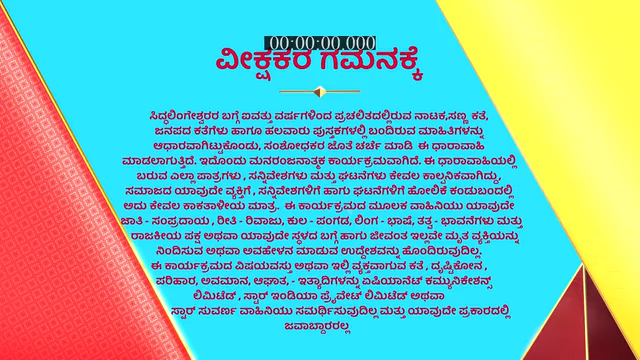 00:00:00.000
ವೀಕ್ಷಕರ ಗಮನಕ್ಕೆ
ಸಿದ್ಧಲಿಂಗೇಶ್ವರರ ಬಗ್ಗೆ ಐವತ್ತು ವರ್ಷಗಳಿಂದ ಪ್ರಚಲಿತದಲ್ಲಿರುವ ನಾಟಕ,ಸಣ್ಣ ಕತೆ,
ಜನಪದ ಕತೆಗಳು ಹಾಗೂ ಹಲವಾರು ಪುಸ್ತಕಗಳಲ್ಲಿ ಬಂದಿರುವ ಮಾಹಿತಿಗಳನ್ನು
ಆಧಾರವಾಗಿಟ್ಟುಕೊಂಡು, ಸಂಶೋಧಕರ ಜೊತೆ ಚರ್ಚೆ ಮಾಡಿ ಈ ಧಾರಾವಾಹಿ
ಮಾಡಲಾಗುತ್ತಿದೆ. ಇದೊಂದು ಮನರಂಜನಾತ್ಮಕ ಕಾರ್ಯಕ್ರಮವಾಗಿದೆ. ಈ ಧಾರಾವಾಹಿಯಲ್ಲಿ
ಬರುವ ಎಲ್ಲಾ ಪಾತ್ರಗಳು , ಸನ್ನಿವೇಶಗಳು ಮತ್ತು ಘಟನೆಗಳು ಕೇವಲ ಕಾಲ್ಪನಿಕವಾಗಿದ್ದು,
ಸಮಾಜದ ಯಾವುದೇ ವ್ಯಕ್ತಿಗೆ , ಸನ್ನಿವೇಶಗಳಿಗೆ ಹಾಗು ಘಟನೆಗಳಿಗೆ ಹೋಲಿಕೆ ಕಂಡುಬಂದಲ್ಲಿ
ಅದು ಕೇವಲ ಕಾಕತಾಳೀಯ ಮಾತ್ರ. ಈ ಕಾರ್ಯಕ್ರಮದ ಮೂಲಕ ವಾಹಿನಿಯು ಯಾವುದೇ
ಜಾತಿ - ಸಂಪ್ರದಾಯ , ರೀತಿ - ರಿವಾಜು, ಕುಲ - ಪಂಗಡ, ಲಿಂಗ - ಭಾಷೆ, ತತ್ವ - ಭಾವನೆಗಳು ಮತ್ತು
ರಾಜಕೀಯ ಪಕ್ಷ ಅಥವಾ ಯಾವುದೇ ಸ್ಥಳದ ಬಗ್ಗೆ ಹಾಗು ಜೀವಂತ ಇಲ್ಲವೇ ಮೃತ ವ್ಯಕ್ತಿಯನ್ನು
ನಿಂದಿಸುವ ಅಥವಾ ಅವಹೇಳನ ಮಾಡುವ ಉದ್ದೇಶವನ್ನು ಹೊಂದಿರುವುದಿಲ್ಲ.
ಈ ಕಾರ್ಯಕ್ರಮದ ವಿಷಯವಸ್ತು ಅಥವಾ ಇಲ್ಲಿ ವ್ಯಕ್ತವಾಗುವ ಕತೆ , ದೃಷ್ಟಿಕೋನ ,
ಪರಿಹಾರ, ಅವಮಾನ, ಆಘಾತ, - ಇತ್ಯಾದಿಗಳನ್ನು ಏಷಿಯಾನೆಟ್ ಕಮ್ಯುನಿಕೇಶನ್ಸ್
ಲಿಮಿಟೆಡ್ , ಸ್ಟಾರ್ ಇಂಡಿಯಾ ಪ್ರೈವೇಟ್ ಲಿಮಿಟೆಡ್ ಅಥವಾ
ಸ್ಟಾರ್ ಸುವರ್ಣ ವಾಹಿನಿಯು ಸಮರ್ಥಿಸುವುದಿಲ್ಲ ಮತ್ತು ಯಾವುದೇ ಪ್ರಕಾರದಲ್ಲಿ
ಜವಾಬ್ದಾರರಲ್ಲ